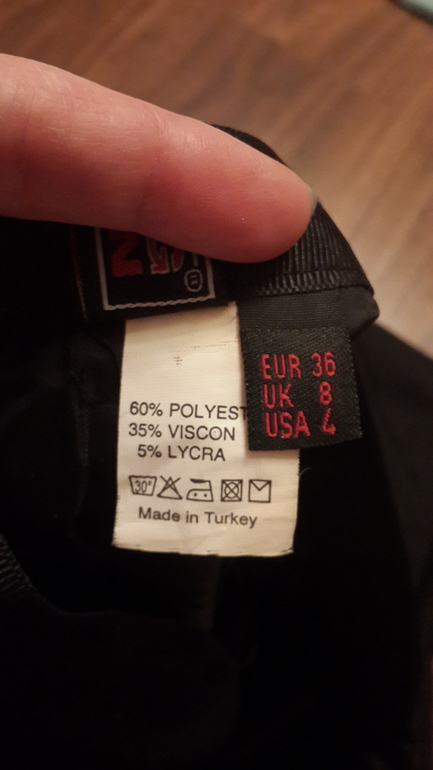 EUR 36
UK 8
USA 4
60% POLYEST
35% VISCON
5% LYCRA
30°
Made in Turkey